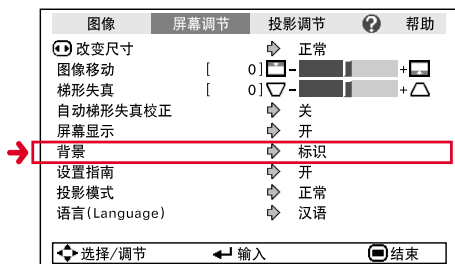 图像 屏幕调节 投影调节 ? 帮助
改变尺寸 正常
图像移动 [ 0] - +
梯形失真 [ 0] - +
自动梯形失真校正 关
屏幕显示 开
背景 标识
设置指南 开
投影模式 正常
语言(Language) 汉语
选择/调节 输入 结束